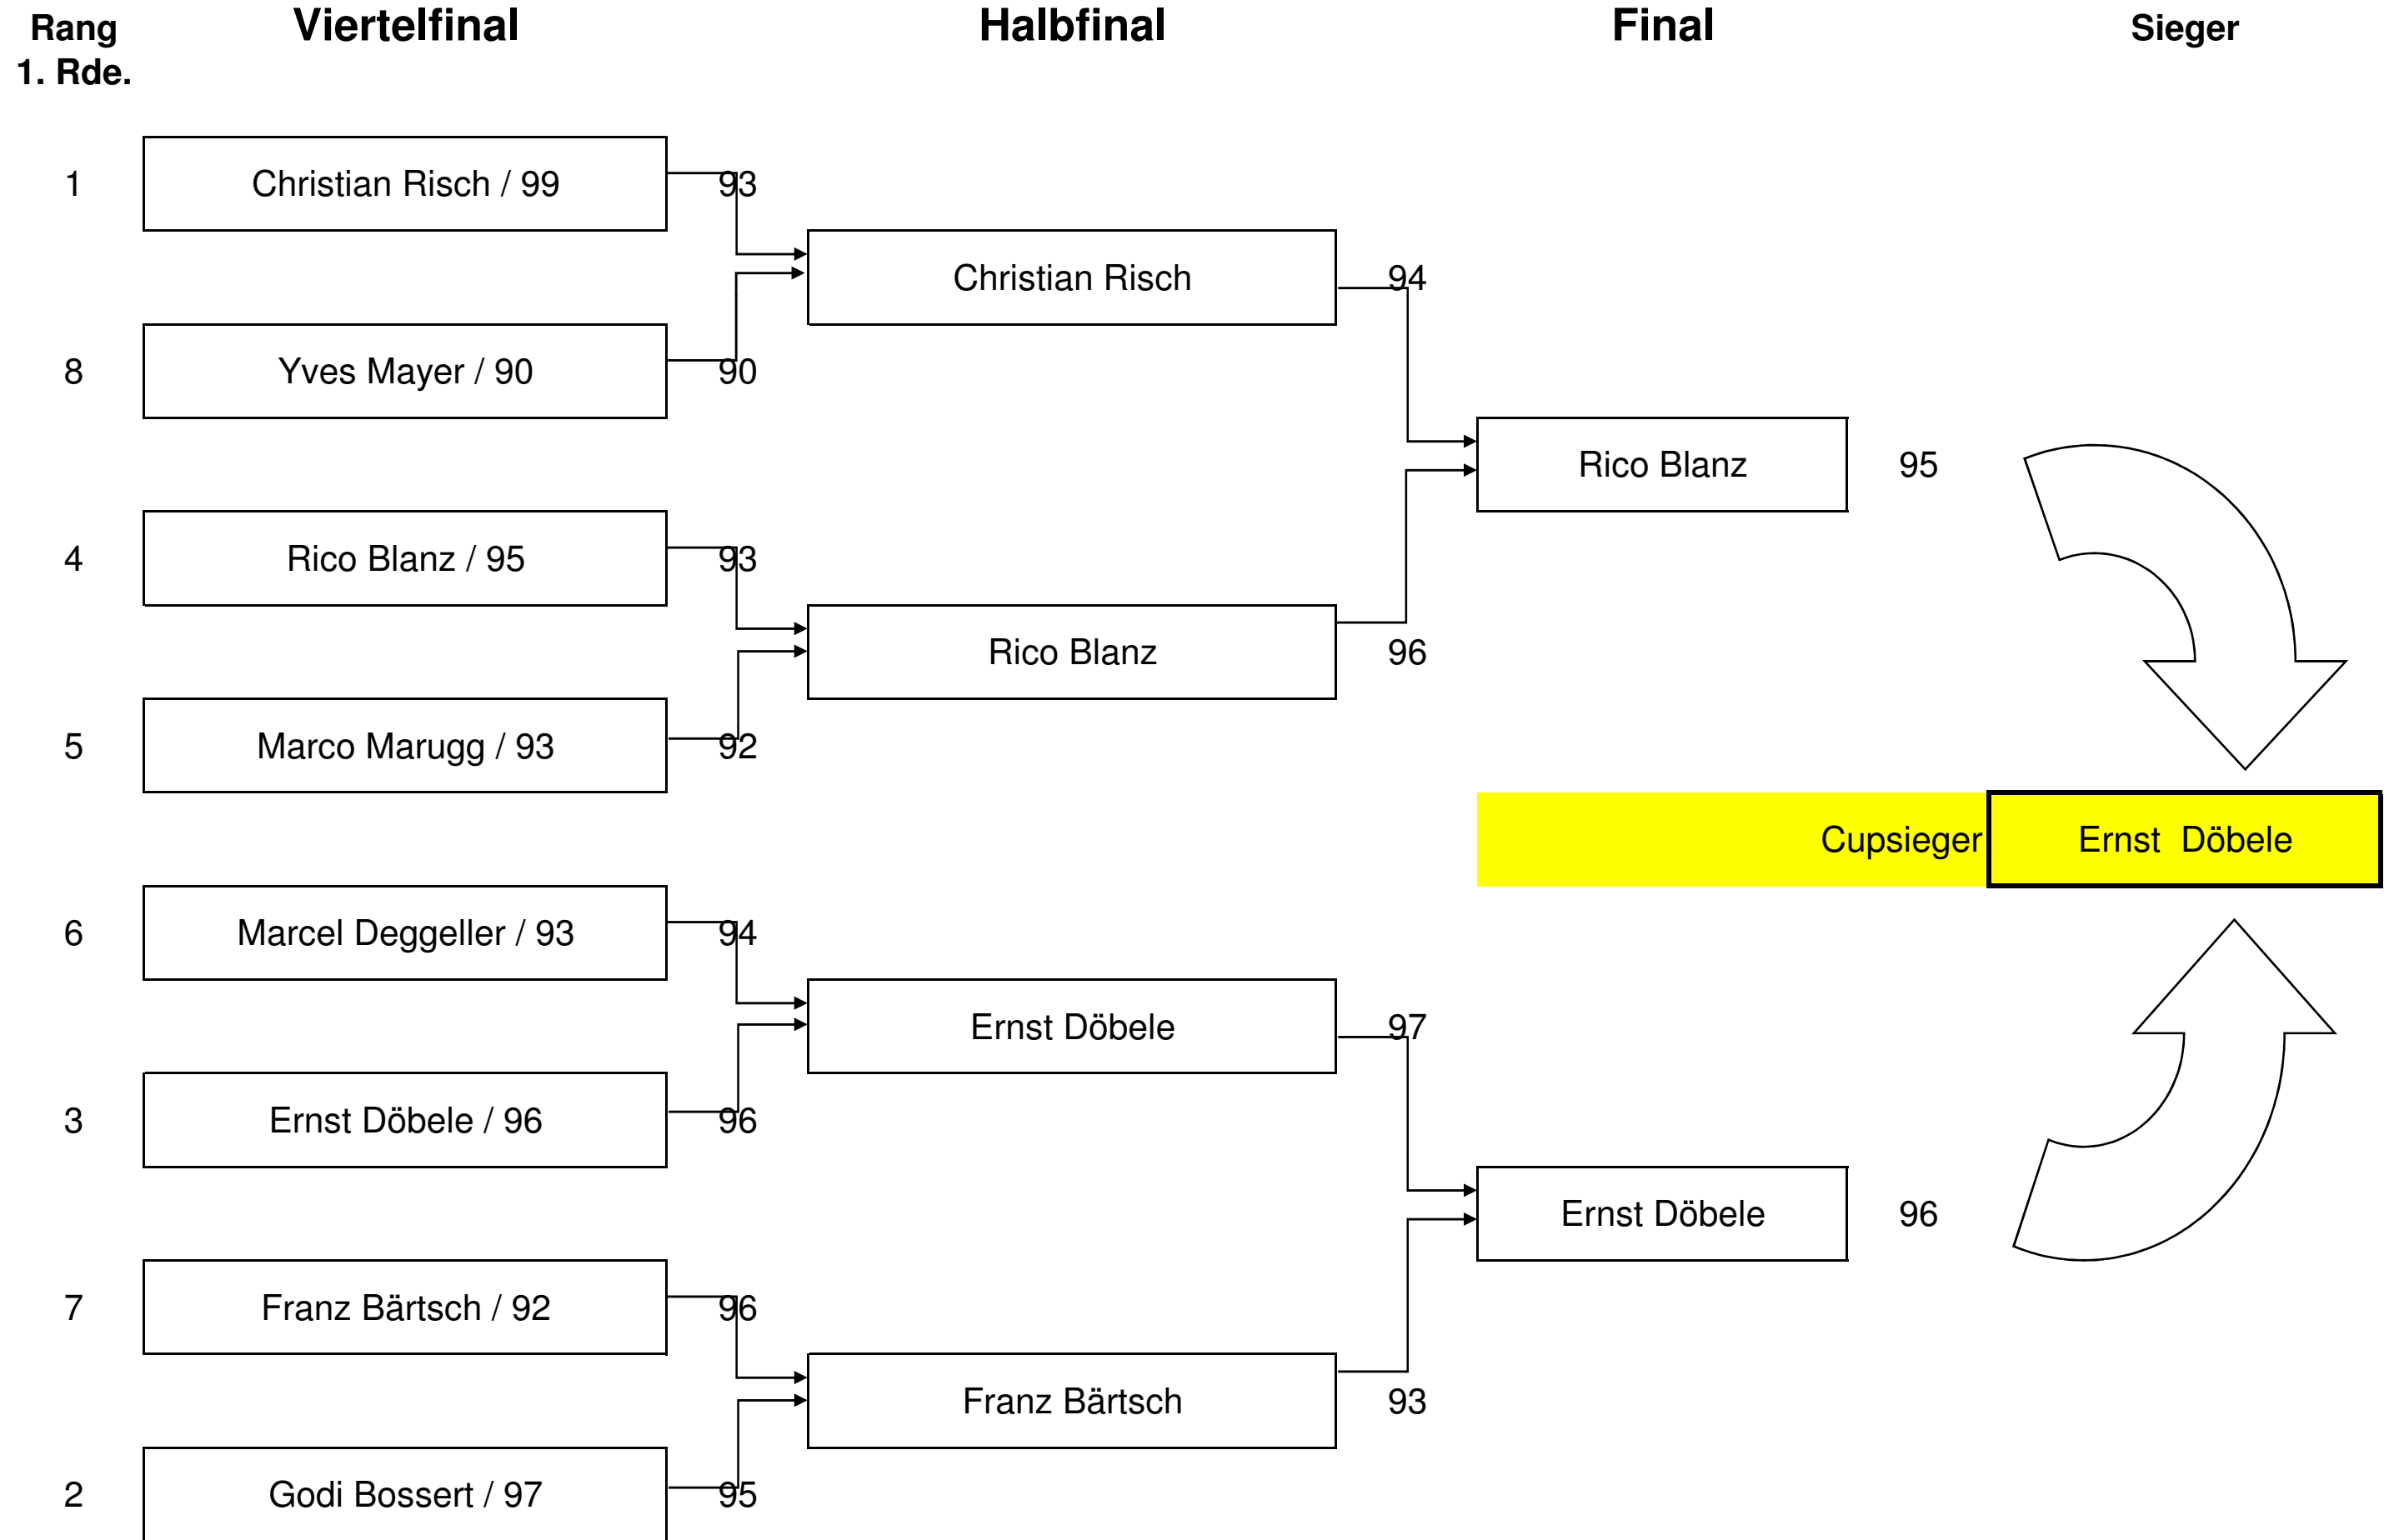 Rang Viertelfinal Halbfinal Final Sieger
1. Rde.
1 Christian Risch / 99 93
Christian Risch 94
8 Yves Mayer / 90 90
Rico Blanz 95
4 Rico Blanz / 95 93
Rico Blanz 96
5 Marco Marugg / 93 92
Cupsieger Ernst Döbele
6 Marcel Deggeller / 93 94
Ernst Döbele 97
3 Ernst Döbele / 96 96
Ernst Döbele 96
7 Franz Bärtsch / 92 96
Franz Bärtsch 93
2 Godi Bossert / 97 95